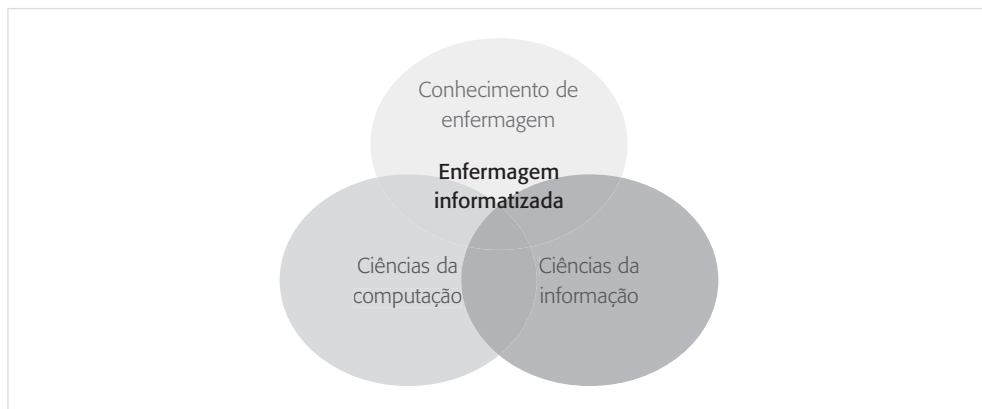 Conhecimento de
enfermagem
Enfermagem
informatizada
Ciências da
computação
Ciências da
informação